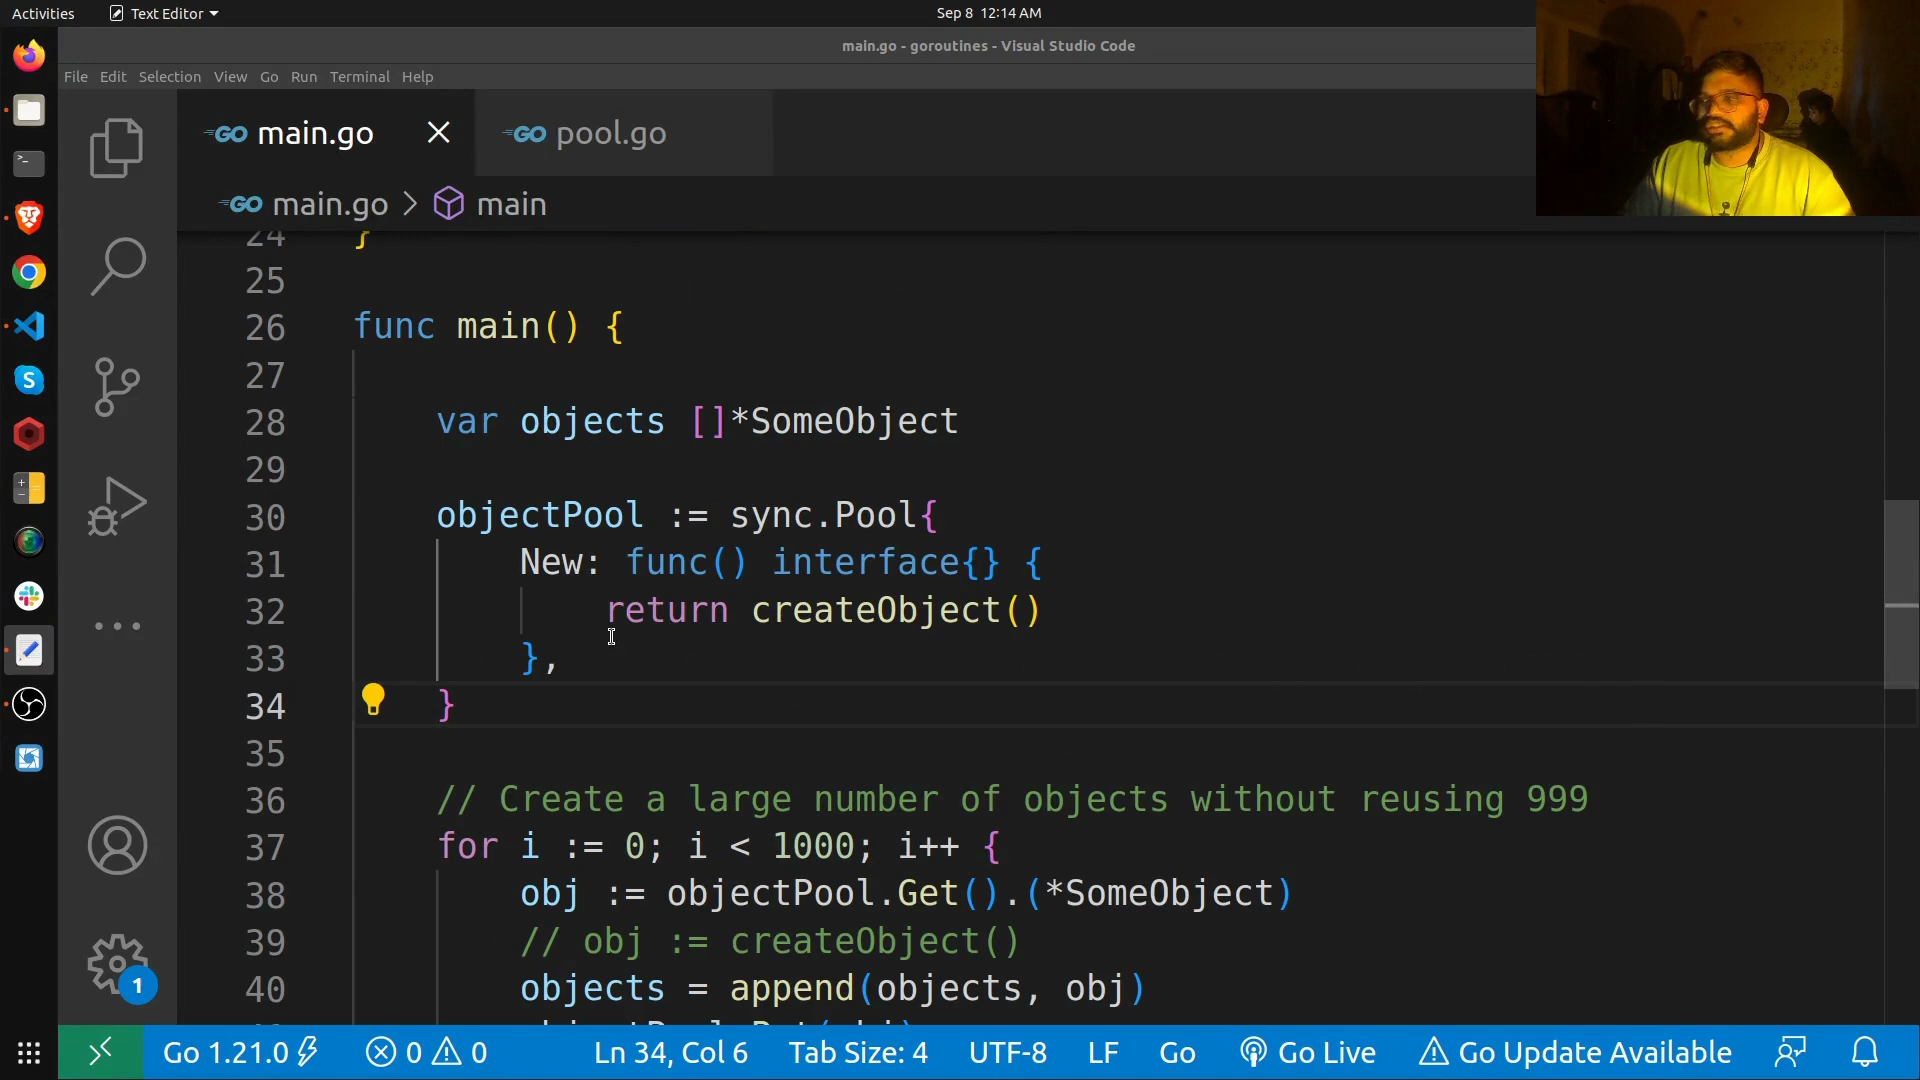 Activities
Text Editor
Sep 8 12:14 AM
main.go - goroutines - Visual Studio Code
File Edit Selection View Go Run Terminal Help
GO main.go
GO pool.go
GO main.go > main
24 }
25
26 func main() {
27
28 var objects []*SomeObject
29
30 objectPool := sync.Pool{
31 New: func() interface{} {
32 return createObject()
33 },
34 }
35
36 // Create a large number of objects without reusing 999
37 for i := 0; i < 1000; i++ {
38 obj := objectPool.Get().(*SomeObject)
39 // obj := createObject()
40 objects = append(objects, obj)
1
Go 1.21.0 0 0 Ln 34, Col 6 Tab Size: 4 UTF-8 LF Go Go Live Go Update Available